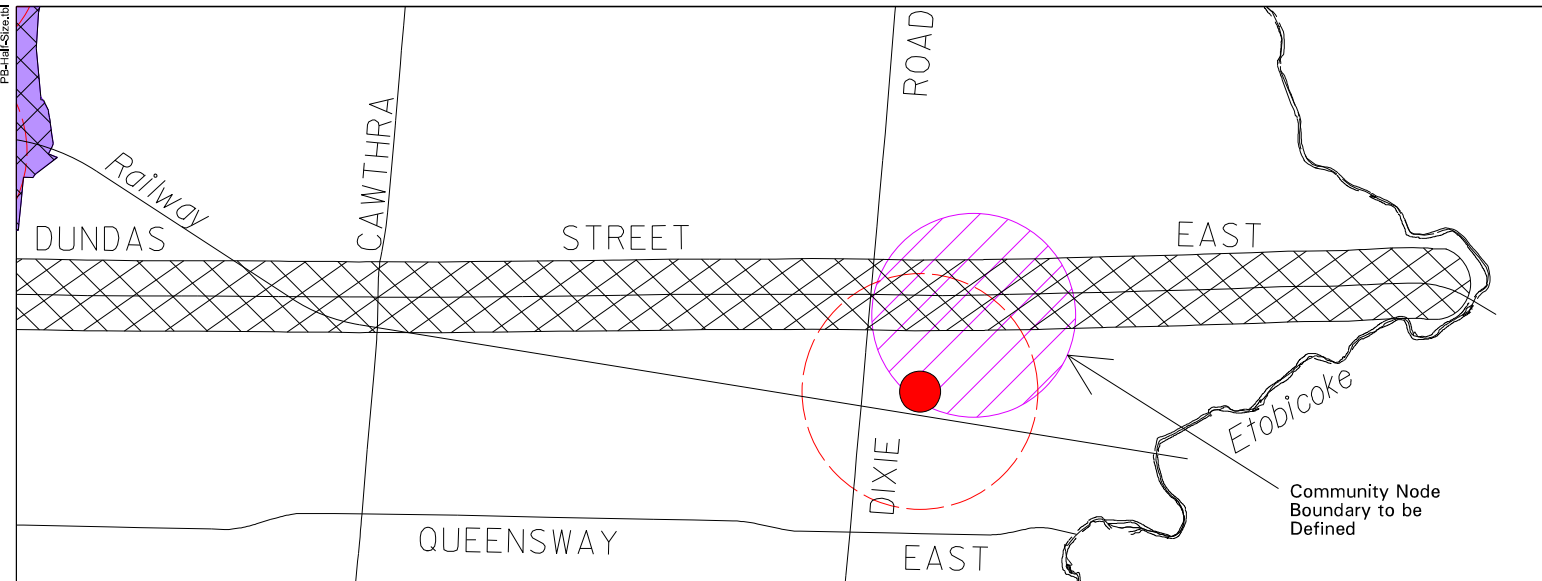 PB-Half-Size.tbl
ROAD
CAWTHRA
Railway
DUNDAS
STREET
EAST
Etobicoke
DIXIE
Community Node
Boundary to be
Defined
QUEENSWAY
EAST